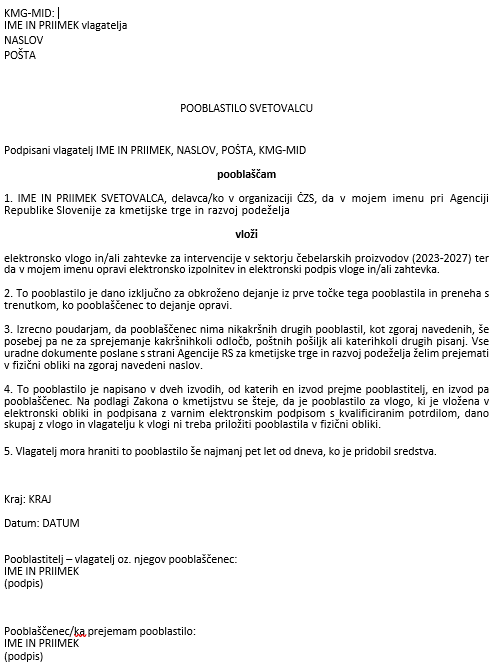 KMG-MID:
IME IN PRIIMEK vlagatelja
NASLOV
POŠTA
POOBLASTILO SVETOVALCU
Podpisani vlagatelj IME IN PRIIMEK, NASLOV, POŠTA, KMG-MID
pooblaščam
1. IME IN PRIIMEK SVETOVALCA, delavca/ko v organizaciji ČZS, da v mojem imenu pri Agenciji
Republike Slovenije za kmetijske trge in razvoj podeželja
vloži
elektronsko vlogo in/ali zahtevke za intervencije v sektorju čebelarskih proizvodov (2023-2027) ter
da v mojem imenu opravi elektronsko izpolnitev in elektronski podpis vloge in/ali zahtevka.
2. To pooblastilo je dano izključno za obkroženo dejanje iz prve točke tega pooblastila in preneha s
trenutkom, ko pooblaščenec to dejanje opravi.
3. Izrecno poudarjam, da pooblaščenec nima nikakršnih drugih pooblastil, kot zgoraj navedenih, še
posebej pa ne za sprejemanje kakršnihkoli odločb, poštnih pošiljk ali katerihkoli drugih pisanj. Vse
uradne dokumente poslane s strani Agencije RS za kmetijske trge in razvoj podeželja želim prejemati
v fizični obliki na zgoraj navedeni naslov.
4. To pooblastilo je napisano v dveh izvodih, od katerih en izvod prejme pooblastitelj, en izvod pa
pooblaščenec. Na podlagi Zakona o kmetijstvu se šteje, da je pooblastilo za vlogo, ki je vložena v
elektronski obliki in podpisana z varnim elektronskim podpisom s kvalificiranim potrdilom, dano
skupaj z vlogo in vlagatelju k vlogi ni treba priložiti pooblastila v fizični obliki.
5. Vlagatelj mora hraniti to pooblastilo še najmanj pet let od dneva, ko je pridobil sredstva.
Kraj: KRAJ
Datum: DATUM
Pooblastitelj – vlagatelj oz. njegov pooblaščenec:
IME IN PRIIMEK
(podpis)
Pooblaščenec/ka prejemam pooblastilo:
IME IN PRIIMEK
(podpis)